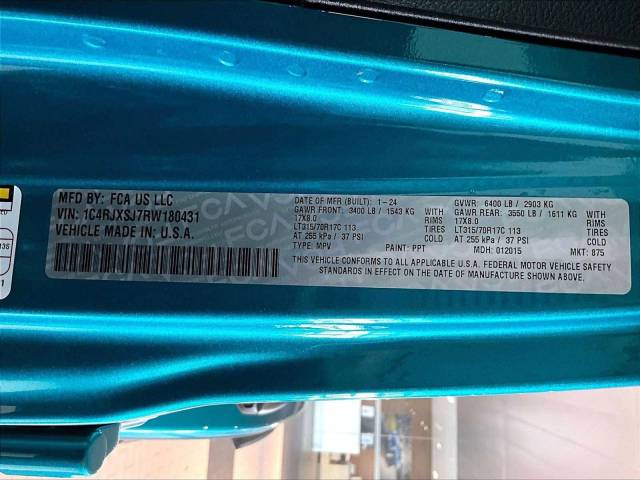 MFD BY: FCA US LLC
VIN: 1C4RJXSJ7RW180431
VEHICLE MADE IN: U.S.A.
DATE OF MFR (BUILT): 1-24
GVWR: 6400 LB / 2903 KG
GAWR FRONT: 3400 LB / 1543 KG WITH
GAWR REAR: 3550 LB / 1611 KG WITH
17X8.0 RIMS
17X8.0 RIMS
LT315/70R17C 113 TIRES
LT315/70R17C 113 TIRES
AT 255 kPa / 37 PSI COLD
AT 255 kPa / 37 PSI COLD
TYPE: MPV PAINT: PPT MDH: 012015 MKT: 875
THIS VEHICLE CONFORMS TO ALL APPLICABLE U.S.A. FEDERAL MOTOR VEHICLE SAFETY
STANDARDS IN EFFECT ON THE DATE OF MANUFACTURE SHOWN ABOVE